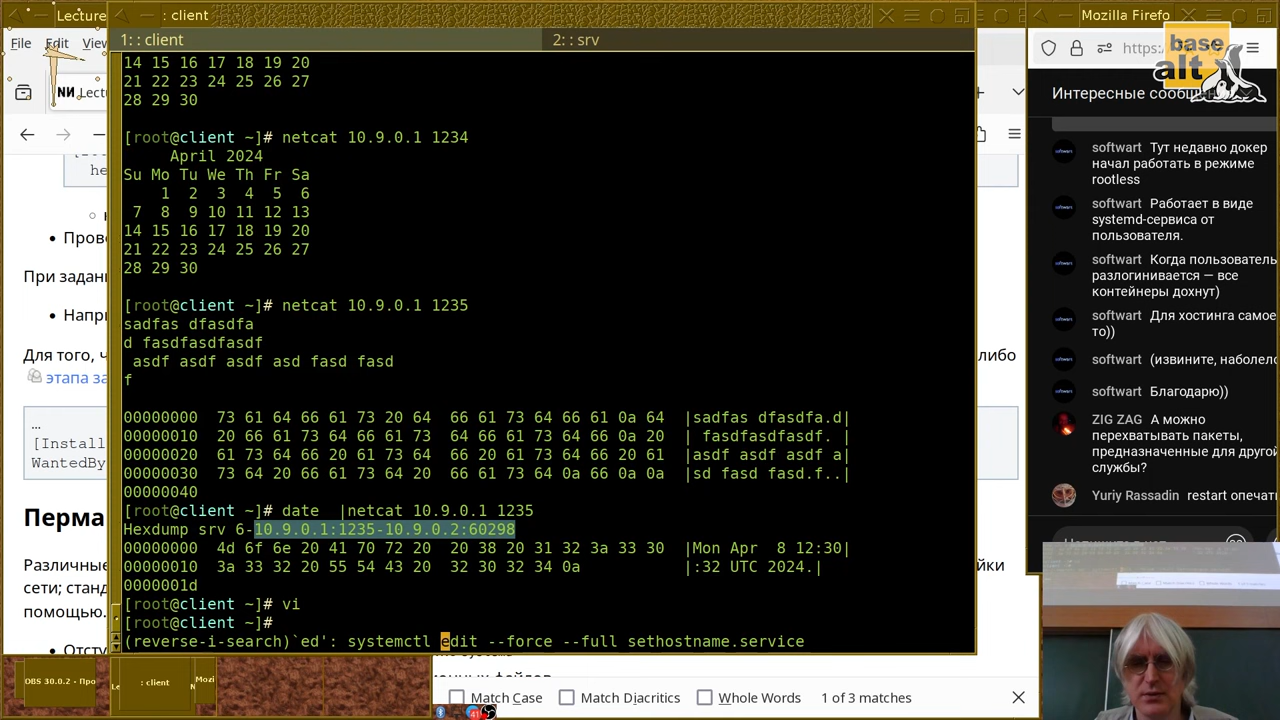 Lecture
: client
Mozilla Firefo
File Edit View
1: : client
2: : srv
base
alt
https:/
Lectu
Интересные сообщ
14 15 16 17 18 19 20
21 22 23 24 25 26 27
28 29 30
[root@client ~]# netcat 10.9.0.1 1234
April 2024
Su Mo Tu We Th Fr Sa
1 2 3 4 5 6
7 8 9 10 11 12 13
14 15 16 17 18 19 20
21 22 23 24 25 26 27
28 29 30
[root@client ~]# netcat 10.9.0.1 1235
sadfas dfasdfa
d fasdfasdfasdf
asdf asdf asdf asd fasd fasd
f
00000000 73 61 64 66 61 73 20 64 66 61 73 64 66 61 0a 64 |sadfas dfasdfa.d|
00000010 20 66 61 73 64 66 61 73 64 66 61 73 64 66 0a 20 | fasdfasdfasdf. |
00000020 61 73 64 66 20 61 73 64 66 20 61 73 64 66 20 61 |asdf asdf asdf a|
00000030 73 64 20 66 61 73 64 20 66 61 73 64 0a 66 0a 0a |sd fasd fasd.f..|
00000040
[root@client ~]# date |netcat 10.9.0.1 1235
Hexdump srv 6-10.9.0.1:1235-10.9.0.2:60298
00000000 4d 6f 6e 20 41 70 72 20 20 38 20 31 32 3a 33 30 |Mon Apr 8 12:30|
00000010 3a 33 32 20 55 54 43 20 32 30 32 34 0a |:32 UTC 2024.|
0000001d
[root@client ~]# vi
[root@client ~]#
(reverse-i-search)`ed': systemctl edit --force --full sethostname.service
he
Прове
При задани
Напри
Для того, ч
либо
этапа за
…
[Install
WantedBy
Перма
Различные
йки
сети; станд
помощью.
Отсту
softwart Тут недавно докер
начал работать в режиме
rootless
softwart Работает в виде
systemd-сервиса от
пользователя.
softwart Когда пользователь
разлогинивается — все
контейнеры дохнут)
softwart Для хостинга самое
то))
softwart (извините, наболело
softwart Благодарю))
ZIG ZAG А можно
перехватывать пакеты,
предназначенные для другой
службы?
Yuriy Rassadin restart опечат
OBS 30.0.2 - Про
: client
Mozi
Match Case
Match Diacritics
Whole Words
1 of 3 matches